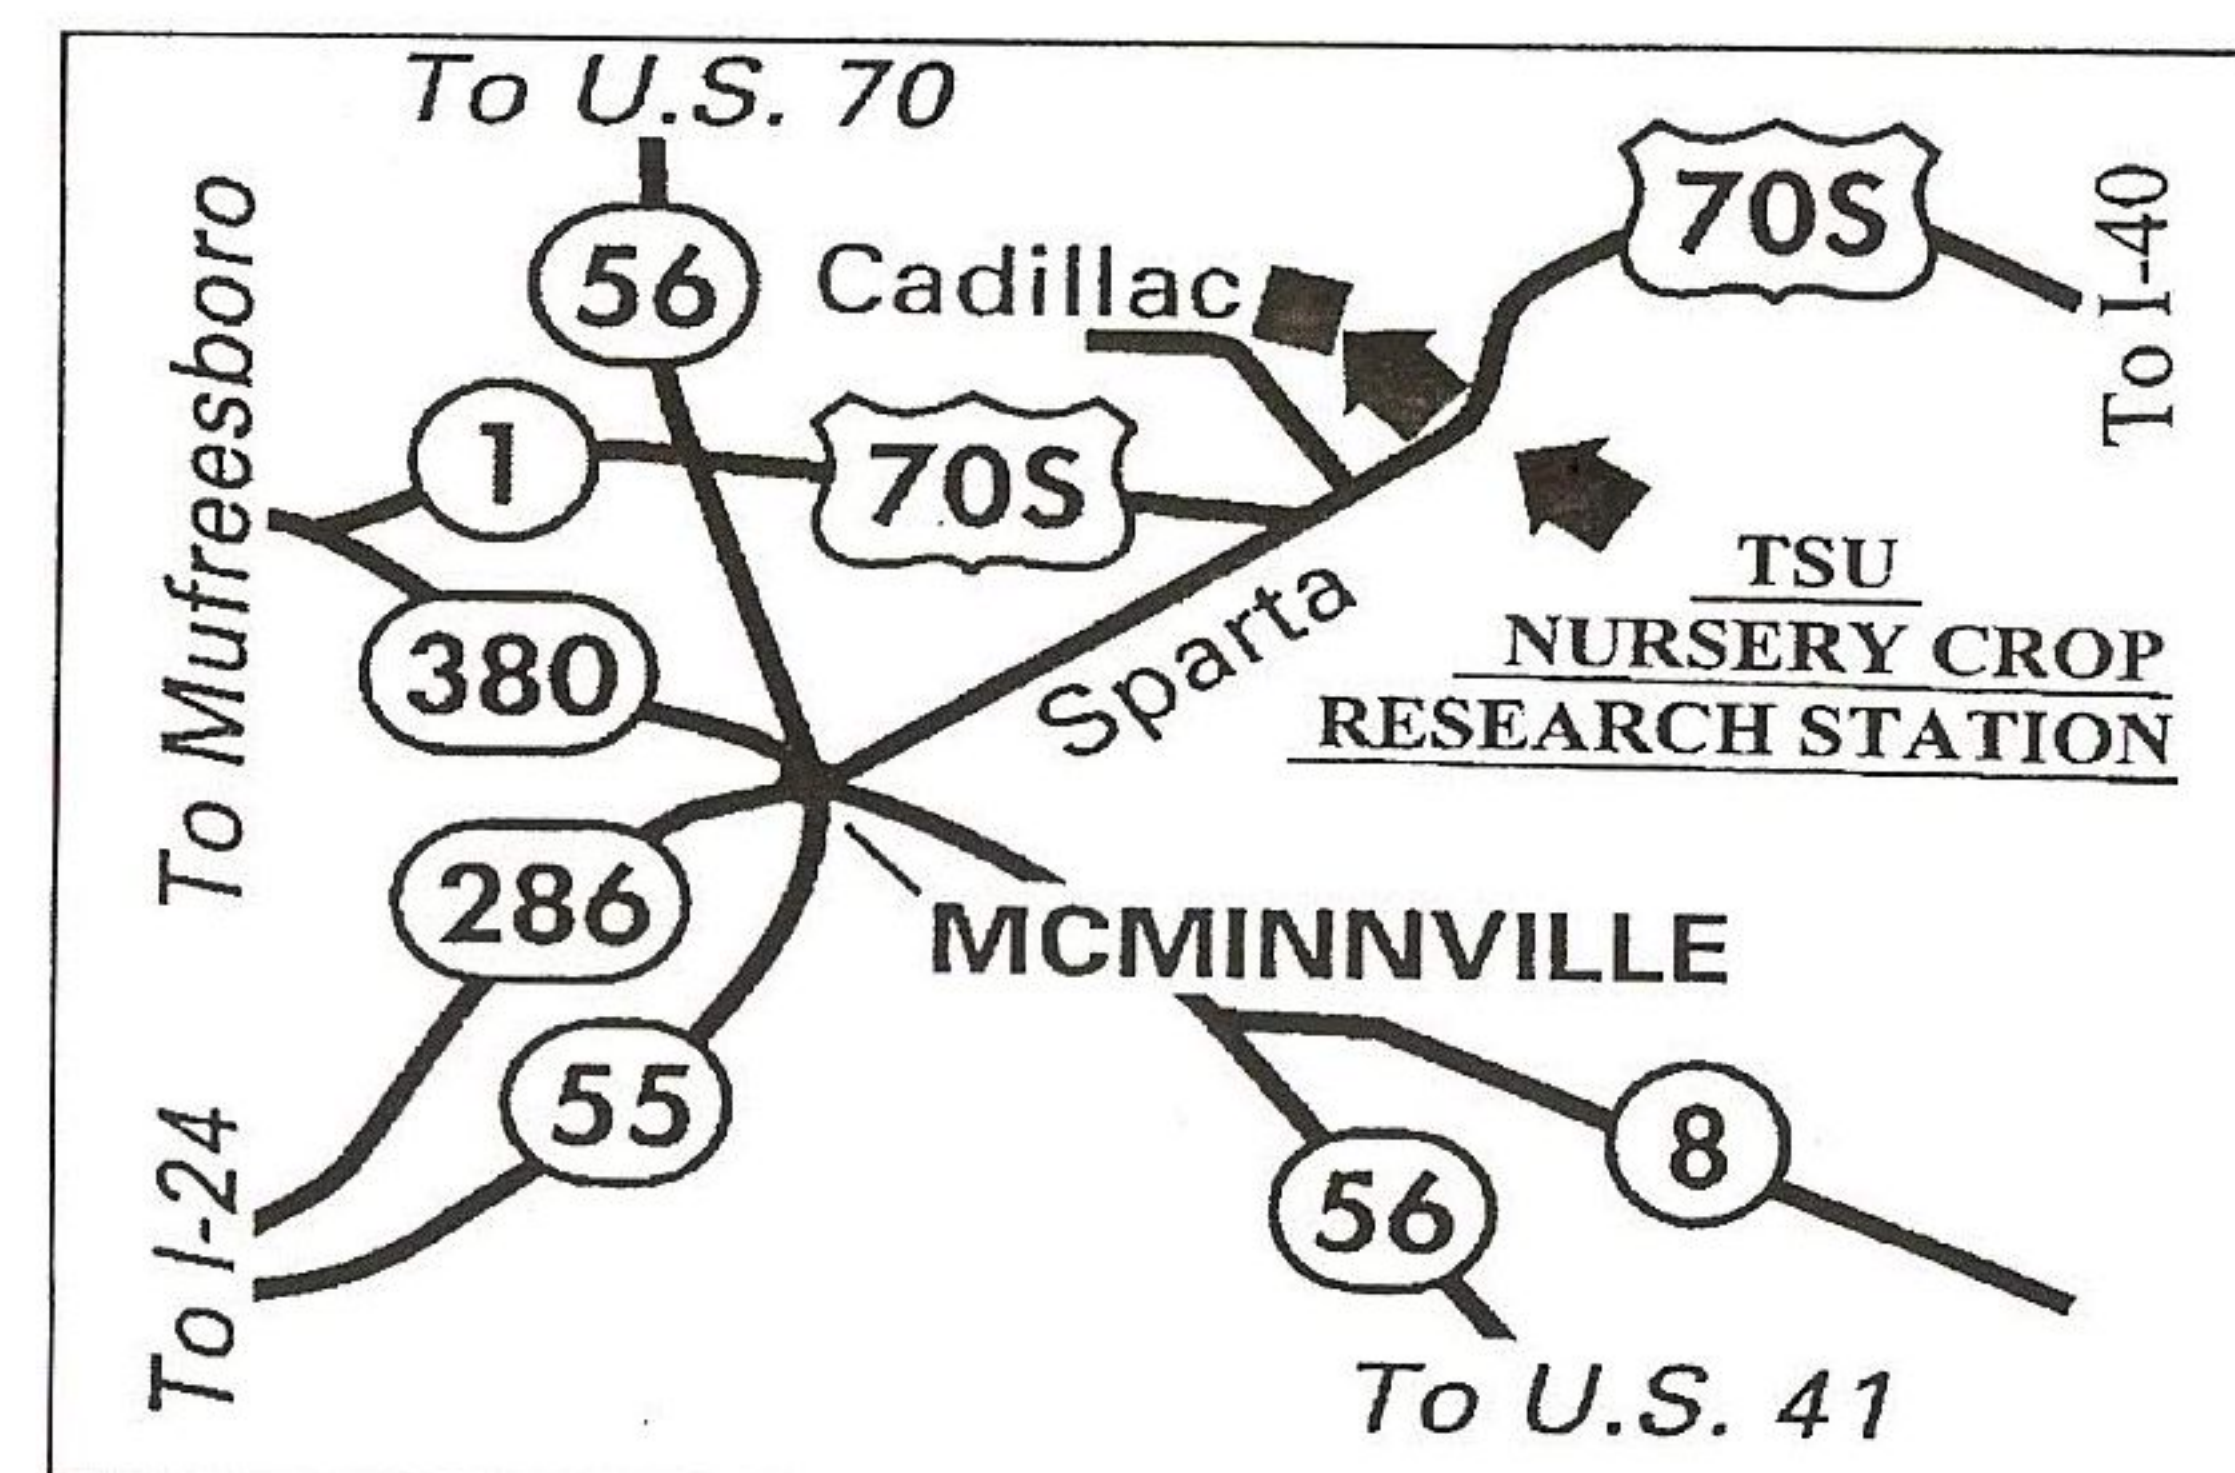 To U.S. 70
56
70S
To I-40
Cadillac
To Mufreesboro
1
70S
380
Sparta
TSU
NURSERY CROP
RESEARCH STATION
286
MCMINNVILLE
55
8
56
To I-24
To U.S. 41